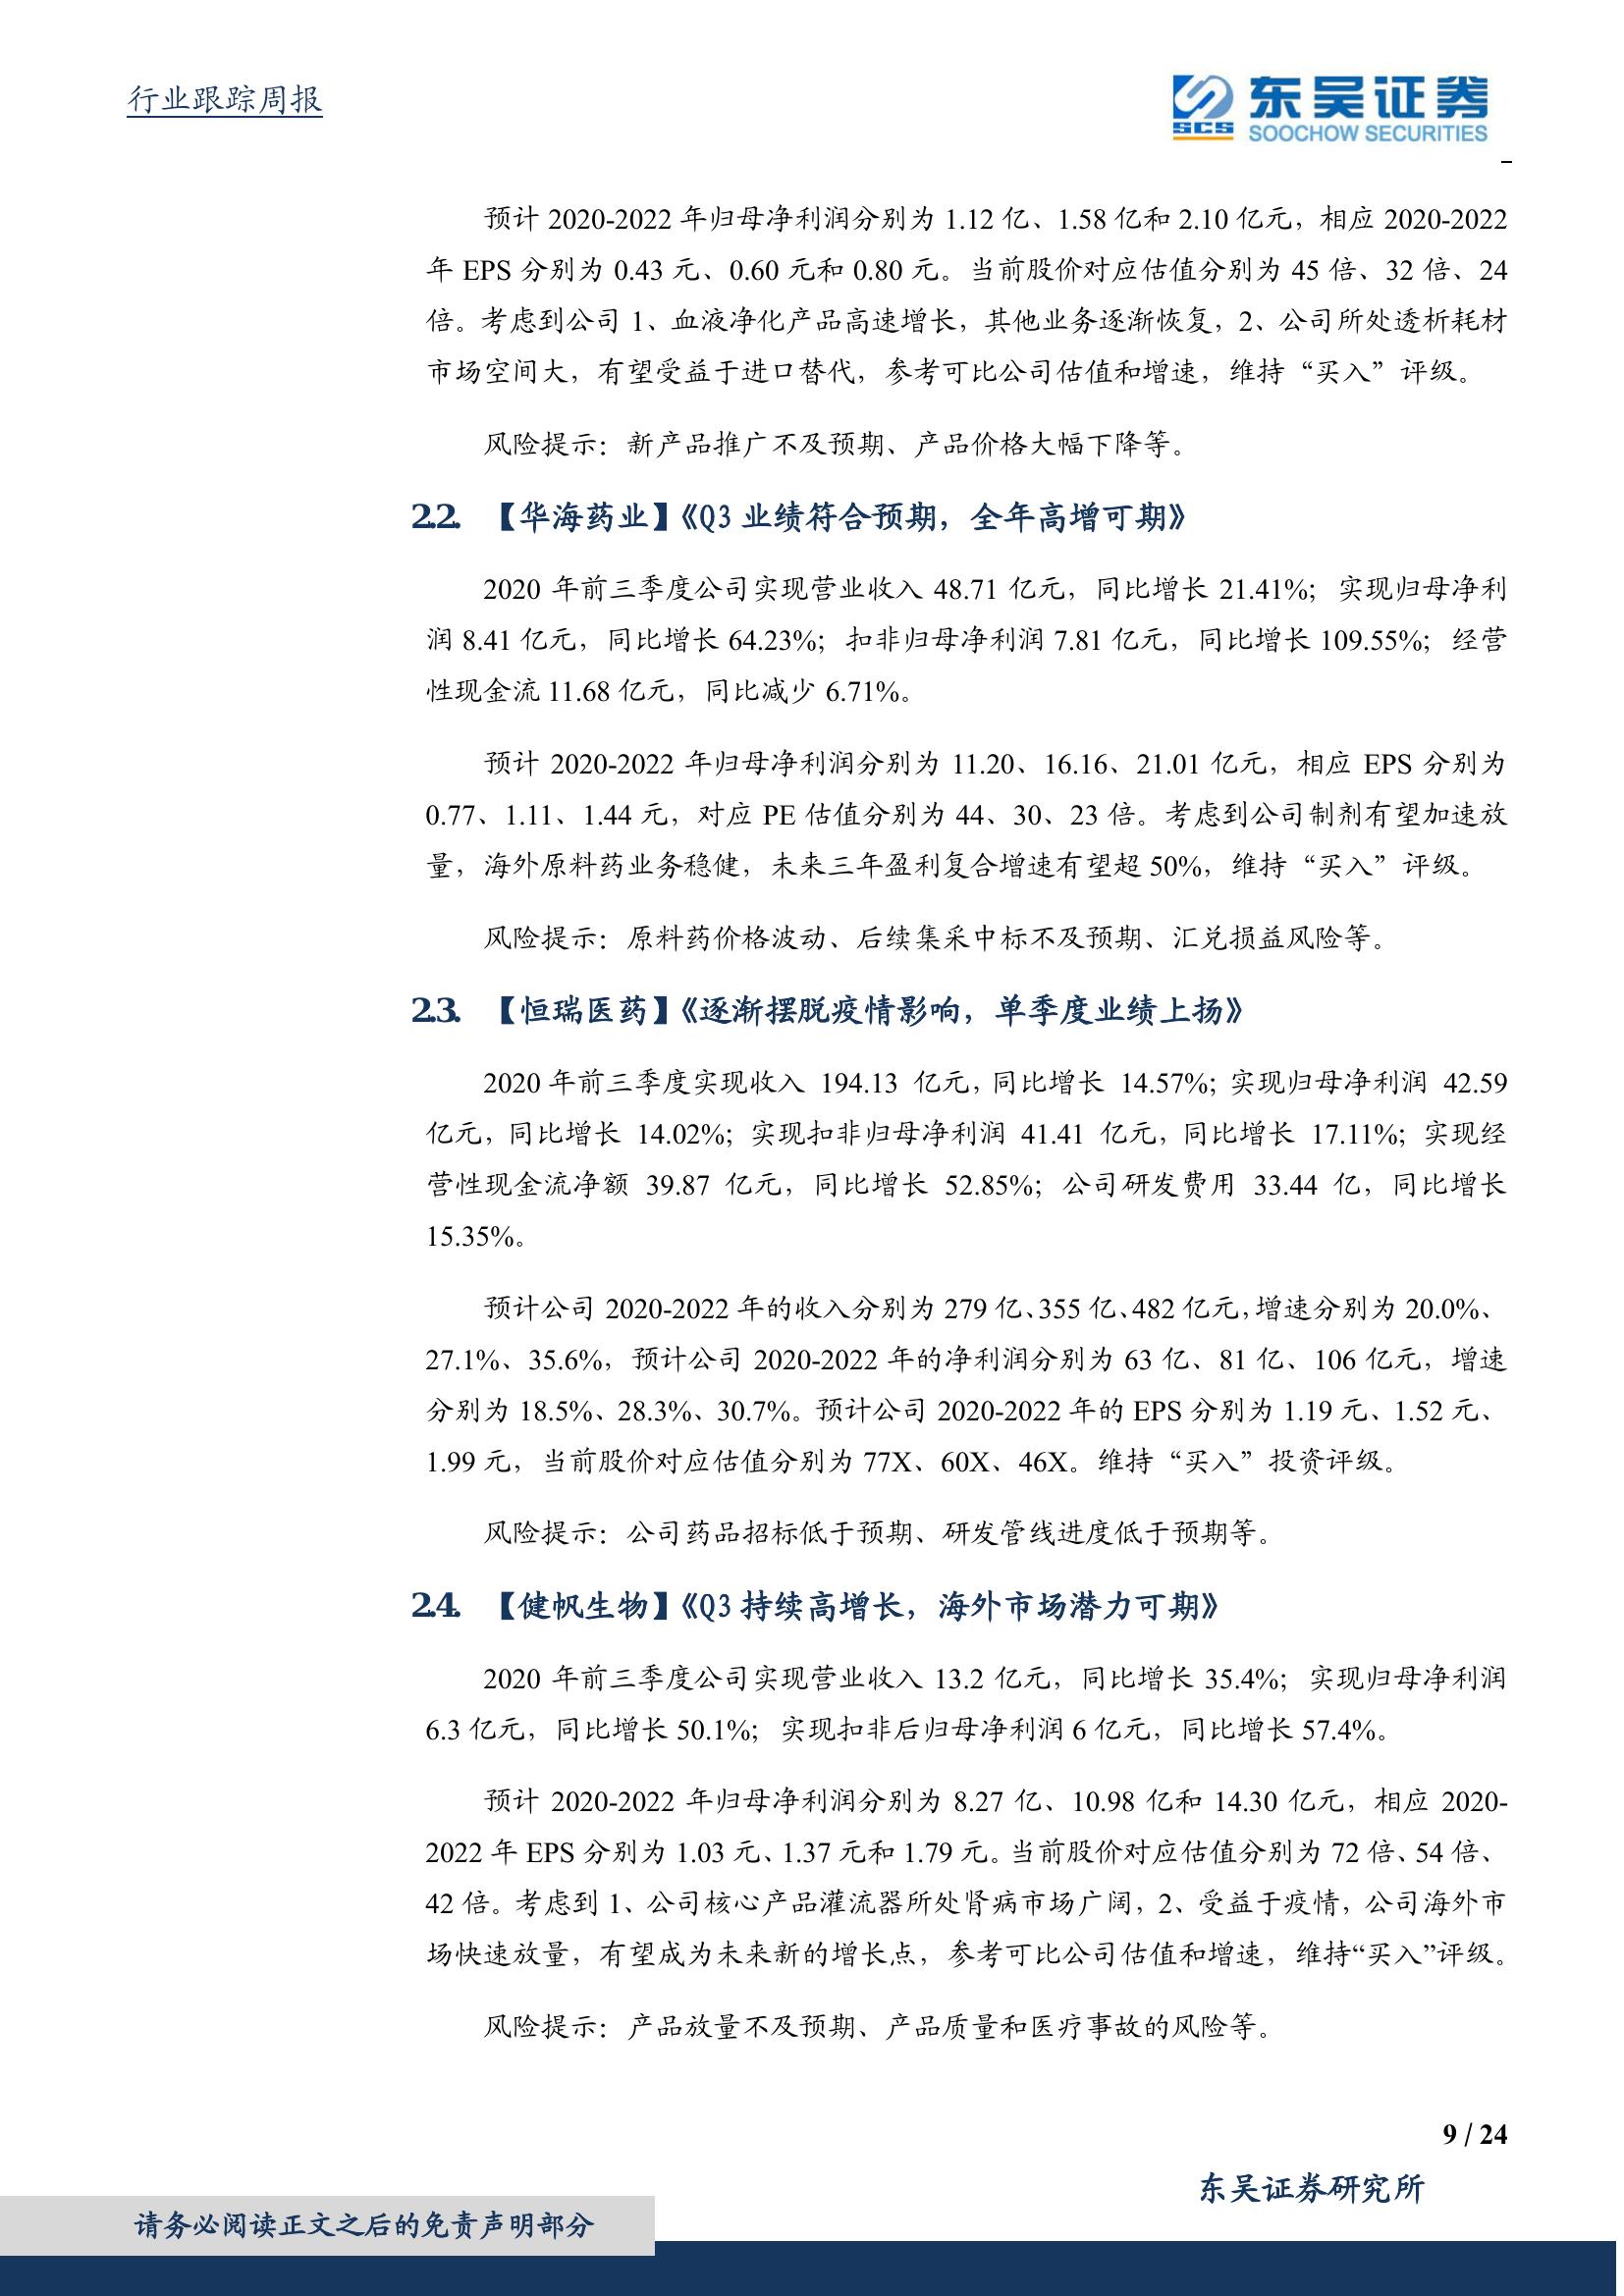 行业跟踪周报
SCS
东吴证券
SOOCHOW SECURITIES
预计 2020-2022 年归母净利润分别为 1.12 亿、1.58 亿和 2.10 亿元，相应 2020-2022
年 EPS 分别为 0.43 元、0.60 元和 0.80 元。当前股价对应估值分别为 45 倍、32 倍、24
倍。考虑到公司 1、血液净化产品高速增长，其他业务逐渐恢复，2、公司所处透析耗材
市场空间大，有望受益于进口替代，参考可比公司估值和增速，维持“买入”评级。
风险提示：新产品推广不及预期、产品价格大幅下降等。
2.2. 【华海药业】《Q3 业绩符合预期，全年高增可期》
2020 年前三季度公司实现营业收入 48.71 亿元，同比增长 21.41%；实现归母净利
润 8.41 亿元，同比增长 64.23%；扣非归母净利润 7.81 亿元，同比增长 109.55%；经营
性现金流 11.68 亿元，同比减少 6.71%。
预计 2020-2022 年归母净利润分别为 11.20、16.16、21.01 亿元，相应 EPS 分别为
0.77、1.11、1.44 元，对应 PE 估值分别为 44、30、23 倍。考虑到公司制剂有望加速放
量，海外原料药业务稳健，未来三年盈利复合增速有望超 50%，维持“买入”评级。
风险提示：原料药价格波动、后续集采中标不及预期、汇兑损益风险等。
2.3. 【恒瑞医药】《逐渐摆脱疫情影响，单季度业绩上扬》
2020 年前三季度实现收入 194.13 亿元，同比增长 14.57%；实现归母净利润 42.59
亿元，同比增长 14.02%；实现扣非归母净利润 41.41 亿元，同比增长 17.11%；实现经
营性现金流净额 39.87 亿元，同比增长 52.85%；公司研发费用 33.44 亿，同比增长
15.35%。
预计公司 2020-2022 年的收入分别为 279 亿、355 亿、482 亿元，增速分别为 20.0%、
27.1%、35.6%，预计公司 2020-2022 年的净利润分别为 63 亿、81 亿、106 亿元，增速
分别为 18.5%、28.3%、30.7%。预计公司 2020-2022 年的 EPS 分别为 1.19 元、1.52 元、
1.99 元，当前股价对应估值分别为 77X、60X、46X。维持“买入”投资评级。
风险提示：公司药品招标低于预期、研发管线进度低于预期等。
2.4. 【健帆生物】《Q3 持续高增长，海外市场潜力可期》
2020 年前三季度公司实现营业收入 13.2 亿元，同比增长 35.4%；实现归母净利润
6.3 亿元，同比增长 50.1%；实现扣非后归母净利润 6 亿元，同比增长 57.4%。
预计 2020-2022 年归母净利润分别为 8.27 亿、10.98 亿和 14.30 亿元，相应 2020-
2022 年 EPS 分别为 1.03 元、1.37 元和 1.79 元。当前股价对应估值分别为 72 倍、54 倍、
42 倍。考虑到 1、公司核心产品灌流器所处肾病市场广阔，2、受益于疫情，公司海外市
场快速放量，有望成为未来新的增长点，参考可比公司估值和增速，维持“买入”评级。
风险提示：产品放量不及预期、产品质量和医疗事故的风险等。
9 / 24
东吴证券研究所
请务必阅读正文之后的免责声明部分